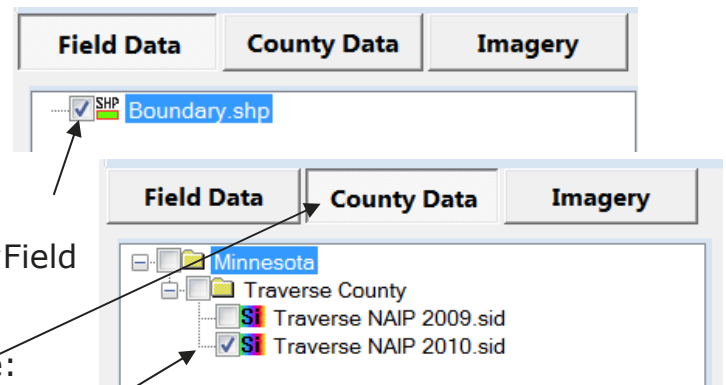 Field Data County Data Imagery
SHP Boundary.shp
Field Data County Data Imagery
Field
Minnesota
Traverse County
Si Traverse NAIP 2009.sid
Si Traverse NAIP 2010.sid
e: